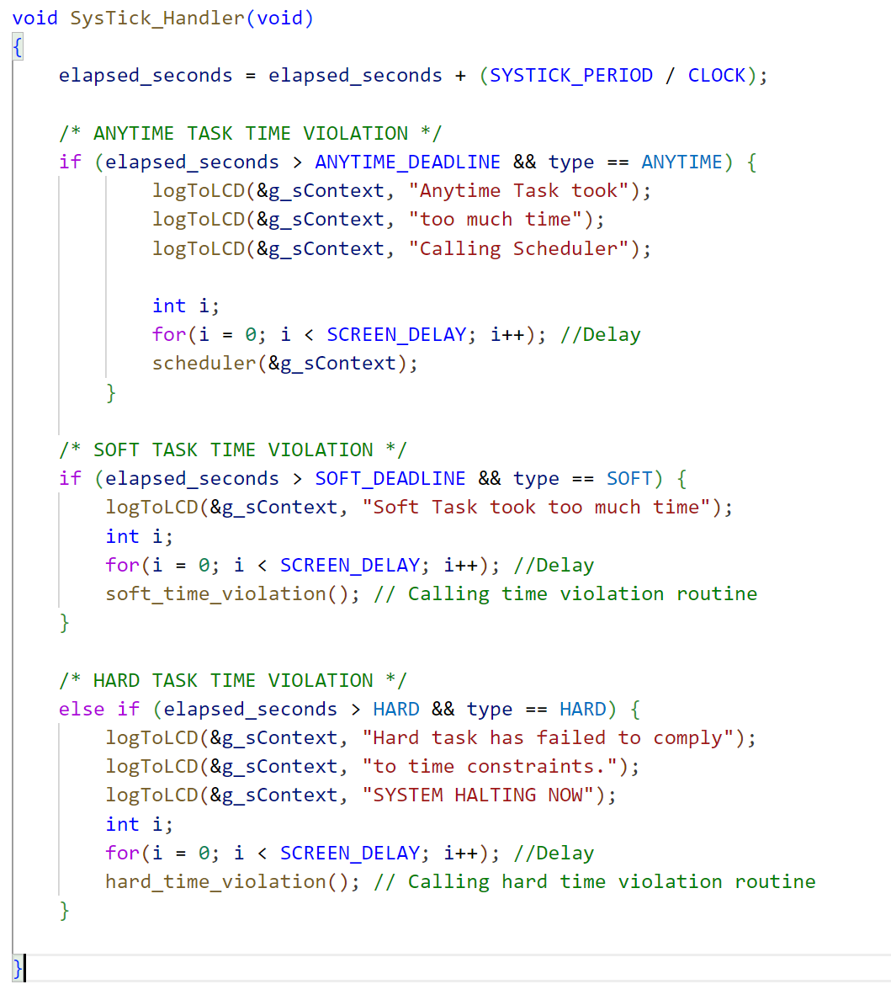 void SysTick_Handler(void)
{
    elapsed_seconds = elapsed_seconds + (SYSTICK_PERIOD / CLOCK);

    /* ANYTIME TASK TIME VIOLATION */
    if (elapsed_seconds > ANYTIME_DEADLINE && type == ANYTIME) {
            logToLCD(&g_sContext, "Anytime Task took");
            logToLCD(&g_sContext, "too much time");
            logToLCD(&g_sContext, "Calling Scheduler");

            int i;
            for(i = 0; i < SCREEN_DELAY; i++); //Delay
            scheduler(&g_sContext);
        }

    /* SOFT TASK TIME VIOLATION */
    if (elapsed_seconds > SOFT_DEADLINE && type == SOFT) {
        logToLCD(&g_sContext, "Soft Task took too much time");
        int i;
        for(i = 0; i < SCREEN_DELAY; i++); //Delay
        soft_time_violation(); // Calling time violation routine
    }

    /* HARD TASK TIME VIOLATION */
    else if (elapsed_seconds > HARD && type == HARD) {
        logToLCD(&g_sContext, "Hard task has failed to comply");
        logToLCD(&g_sContext, "to time constraints.");
        logToLCD(&g_sContext, "SYSTEM HALTING NOW");
        int i;
        for(i = 0; i < SCREEN_DELAY; i++); //Delay
        hard_time_violation(); // Calling hard time violation routine
    }

}